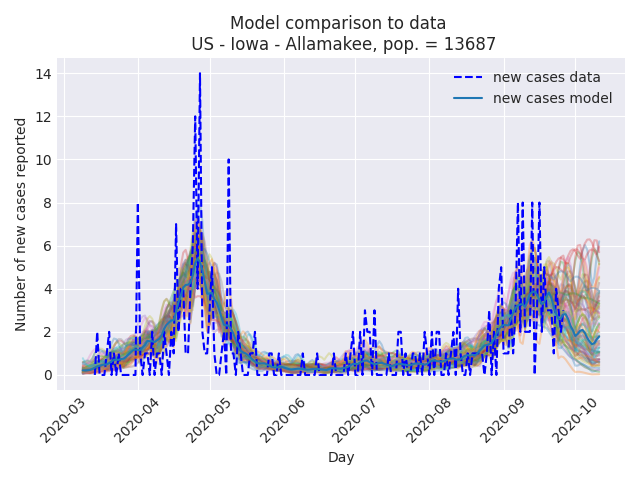 Model comparison to data
US - Iowa - Allamakee, pop. = 13687
new cases data
new cases model
Number of new cases reported
14
12
10
8
6
4
2
0
2020-03
2020-04
2020-05
2020-06
2020-07
2020-08
2020-09
2020-10
Day